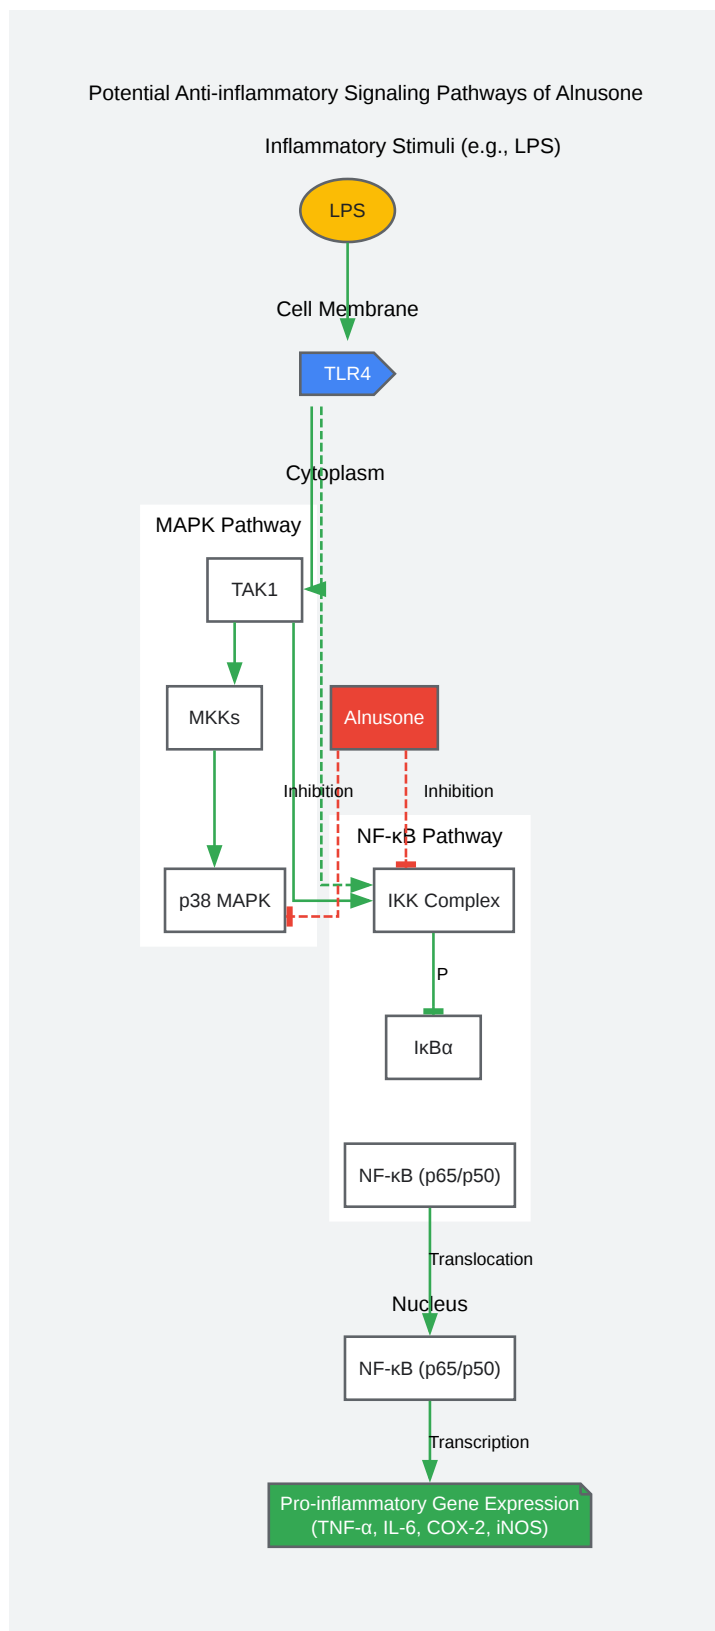 Potential Anti-inflammatory Signaling Pathways of Alnusone
Inflammatory Stimuli (e.g., LPS)
LPS
Cell Membrane
TLR4
Cytoplasm
MAPK Pathway
TAK1
MKKs
Alnusone
Inhibition
Inhibition
NF-κB Pathway
p38 MAPK
IKK Complex
P
IκBα
NF-κB (p65/p50)
Translocation
Nucleus
NF-κB (p65/p50)
Transcription
Pro-inflammatory Gene Expression
(TNF-α, IL-6, COX-2, iNOS)